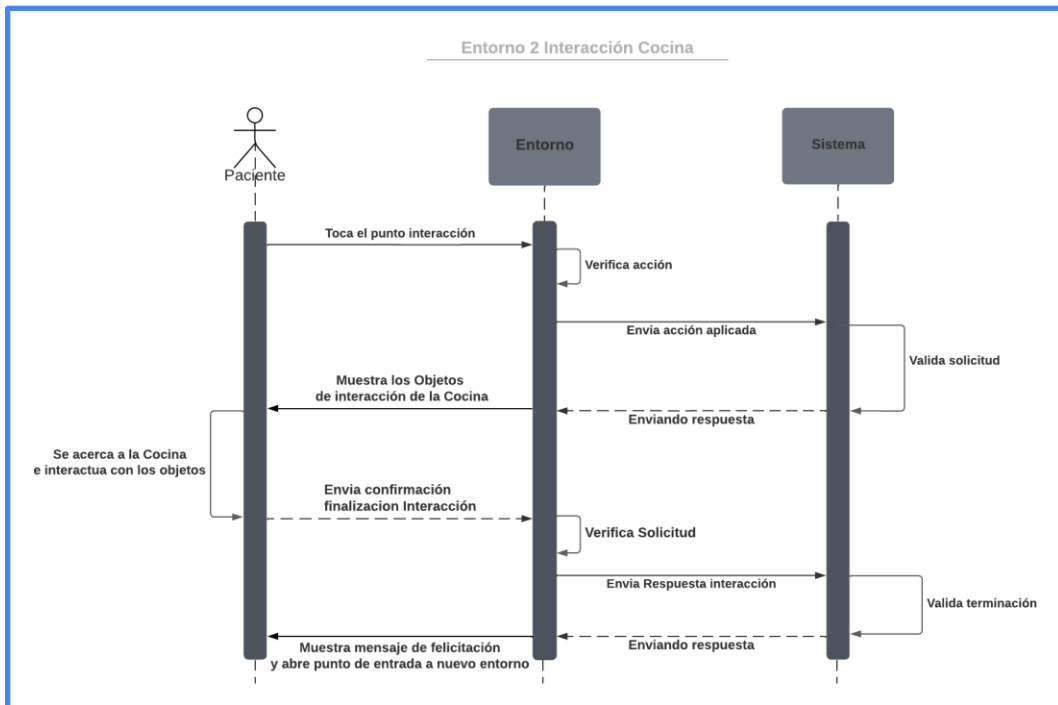 Entorno 2 Interacción Cocina
Paciente
Entorno
Sistema
Toca el punto interacción
Verifica acción
Envia acción aplicada
Valida solicitud
Muestra los Objetos
de interacción de la Cocina
Enviando respuesta
Se acerca a la Cocina
e interactua con los objetos
Envia confirmación
finalizacion Interacción
Verifica Solicitud
Envia Respuesta interacción
Valida terminación
Enviando respuesta
Muestra mensaje de felicitación
y abre punto de entrada a nuevo entorno